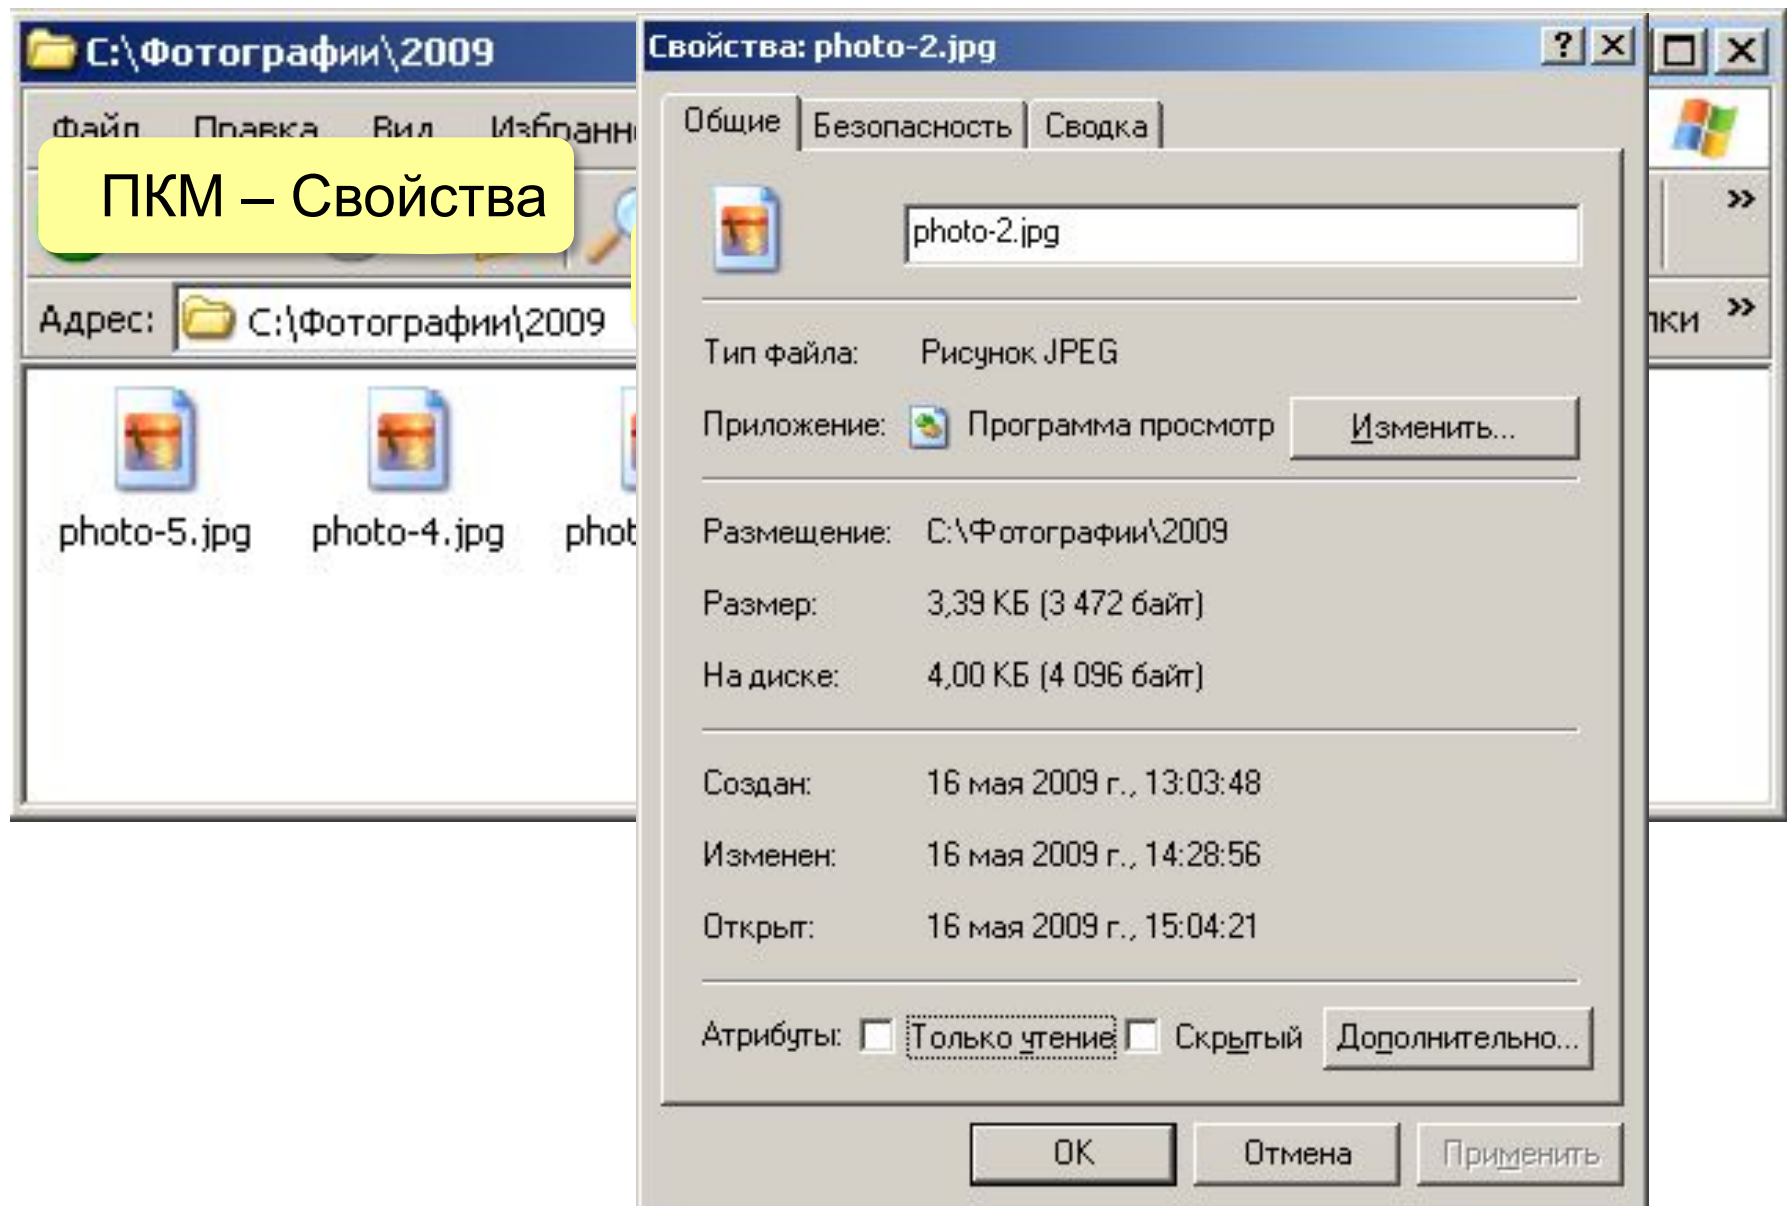 C:\Фотографии\2009
Файл Правка Вид
ПКМ – Свойства
Адрес: C:\Фотографии\2009
photo-5.jpg photo-4.jpg
Свойства: photo-2.jpg
Общие Безопасность Сводка
photo-2.jpg
Тип файла: Рисунок JPEG
Приложение: Программа просмотр Изменить...
Размещение: C:\Фотографии\2009
Размер: 3,39 КБ (3 472 байт)
На диске: 4,00 КБ (4 096 байт)
Создан: 16 мая 2009 г., 13:03:48
Изменен: 16 мая 2009 г., 14:28:56
Открыт: 16 мая 2009 г., 15:04:21
Атрибуты: Только чтение Скрытый Дополнительно...
ОК Отмена Применить